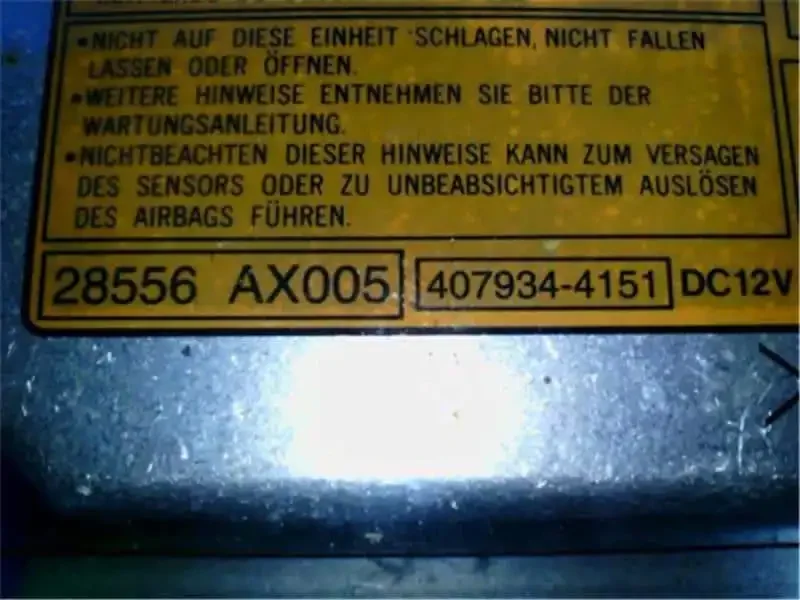 •NICHT AUF DIESE EINHEIT SCHLAGEN, NICHT FALLEN
LASSEN ODER ÖFFNEN.
•WEITERE HINWEISE ENTNEHMEN SIE BITTE DER
WARTUNGSANLEITUNG.
•NICHTBEACHTEN DIESER HINWEISE KANN ZUM VERSAGEN
DES SENSORS ODER ZU UNBEABSICHTIGTEM AUSLÖSEN
DES AIRBAGS FÜHREN.
28556 AX005 407934-4151 DC12V